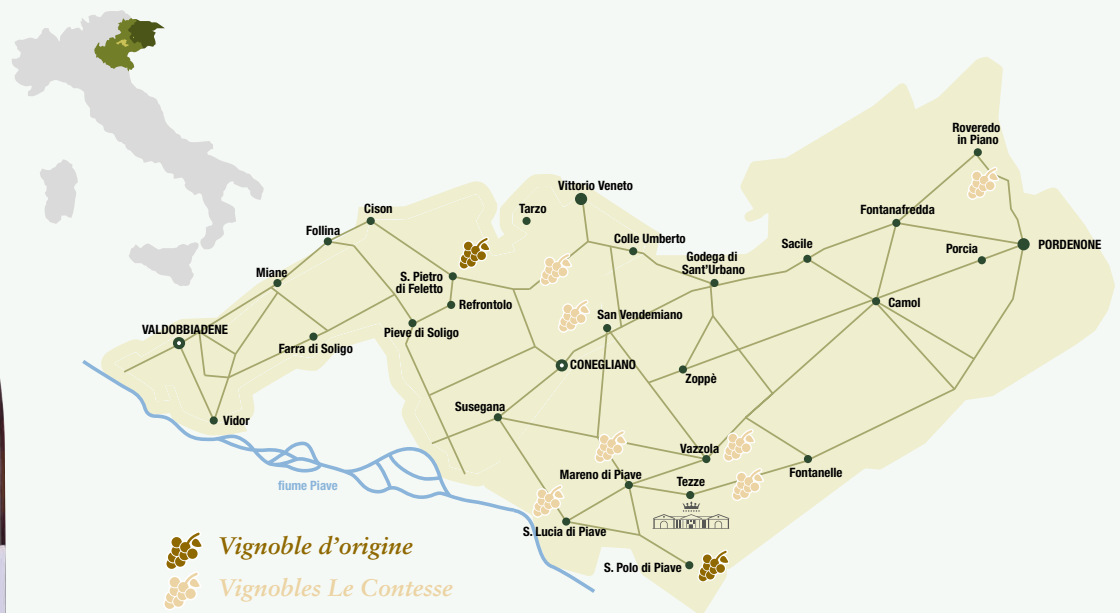 Roveredo
in Piano
Vittorio Veneto
Cison
Tarzo
Fontanafredda
Follina
Colle Umberto
Sacile
Porcia
PORDENONE
Godega di
Sant'Urbano
Miane
S. Pietro
di Feletto
Refrontolo
Camol
San Vendemiano
VALDOBBIADENE
Pieve di Soligo
Farra di Soligo
CONEGLIANO
Zoppè
Susegana
Vidor
Vazzola
Fontanelle
Mareno di Piave
Tezze
fiume Piave
S. Lucia di Piave
S. Polo di Piave
Vignoble d'origine
Vignobles Le Contesse